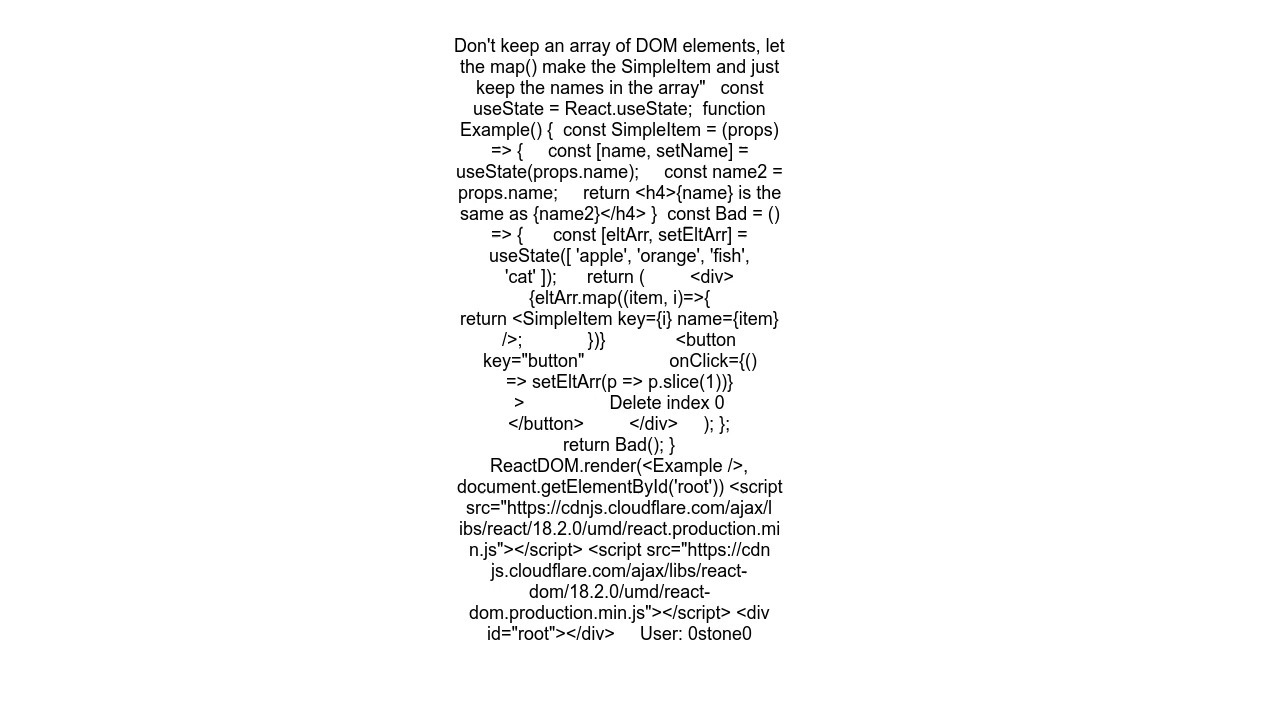 Don't keep an array of DOM elements, let
the map() make the SimpleItem and just
keep the names in the array"   const
useState = React.useState;  function
Example() {  const SimpleItem = (props)
=> {     const [name, setName] =
useState(props.name);     const name2 =
props.name;     return <h4>{name} is the
same as {name2}</h4> }  const Bad = ()
=> {      const [eltArr, setEltArr] =
useState([ 'apple', 'orange', 'fish',
'cat' ]);      return (         <div>
{eltArr.map((item, i)=>{
return <SimpleItem key={i} name={item}
/>;             })}              <button
key="button"                 onClick={()
=> setEltArr(p => p.slice(1))}
>                 Delete index 0
</button>         </div>     ); };
return Bad(); }
ReactDOM.render(<Example />,
document.getElementById('root')) <script
src="https://cdnjs.cloudflare.com/ajax/l
ibs/react/18.2.0/umd/react.production.mi
n.js"></script> <script src="https://cdn
js.cloudflare.com/ajax/libs/react-
dom/18.2.0/umd/react-
dom.production.min.js"></script> <div
id="root"></div>     User: 0stone0